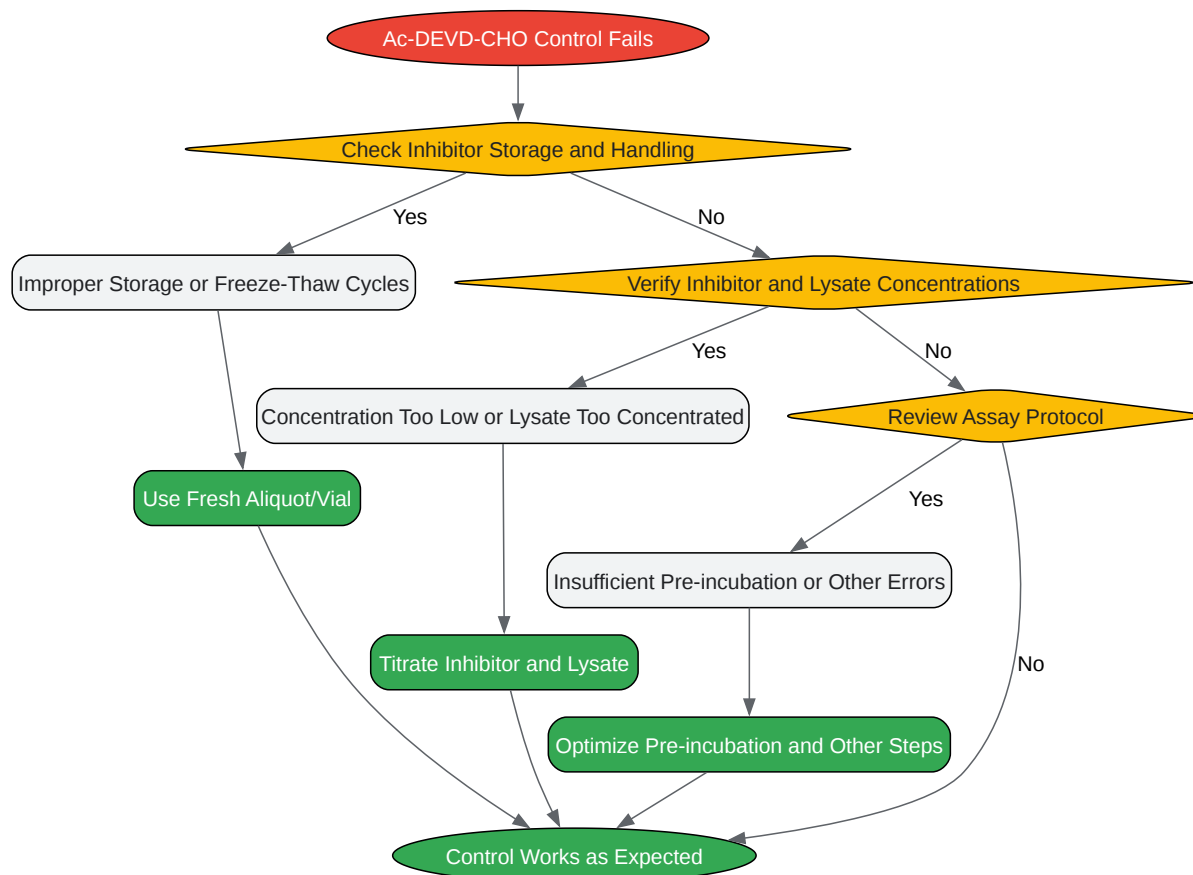 Ac-DEVD-CHO Control Fails
Check Inhibitor Storage and Handling
Yes
No
Improper Storage or Freeze-Thaw Cycles
Verify Inhibitor and Lysate Concentrations
Yes
No
Concentration Too Low or Lysate Too Concentrated
Review Assay Protocol
Use Fresh Aliquot/Vial
Yes
Insufficient Pre-incubation or Other Errors
Titrate Inhibitor and Lysate
No
Optimize Pre-incubation and Other Steps
Control Works as Expected